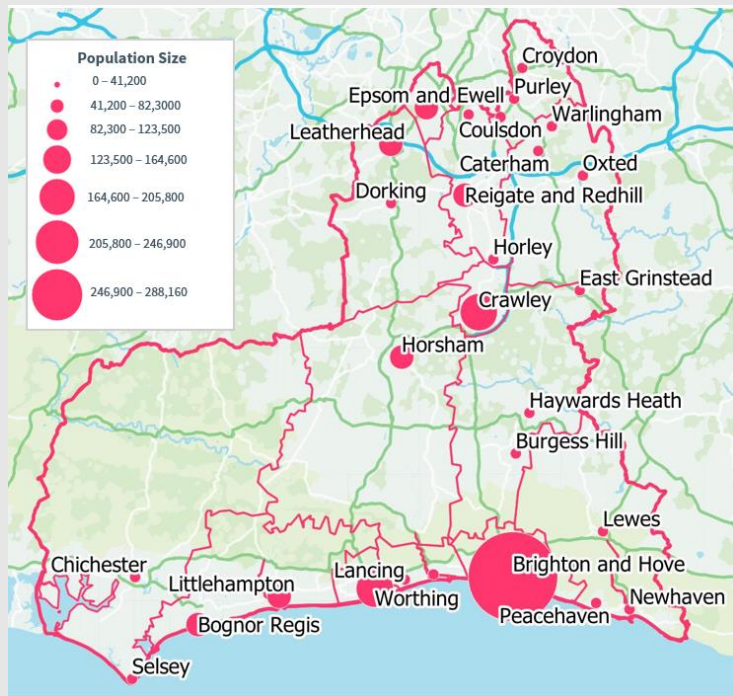 Population Size
0 – 41,200
41,200 – 82,3000
82,300 – 123,500
123,500 – 164,600
164,600 – 205,800
205,800 – 246,900
246,900 – 288,160
Croydon
Purley
Epsom and Ewell
Warlingham
Coulsdon
Leatherhead
Caterham
Oxted
Dorking
Reigate and Redhill
Horley
East Grinstead
Crawley
Horsham
Haywards Heath
Burgess Hill
Lewes
Chichester
Lancing
Brighton and Hove
Littlehampton
Worthing
Newhaven
Peacehaven
Bognor Regis
Selsey